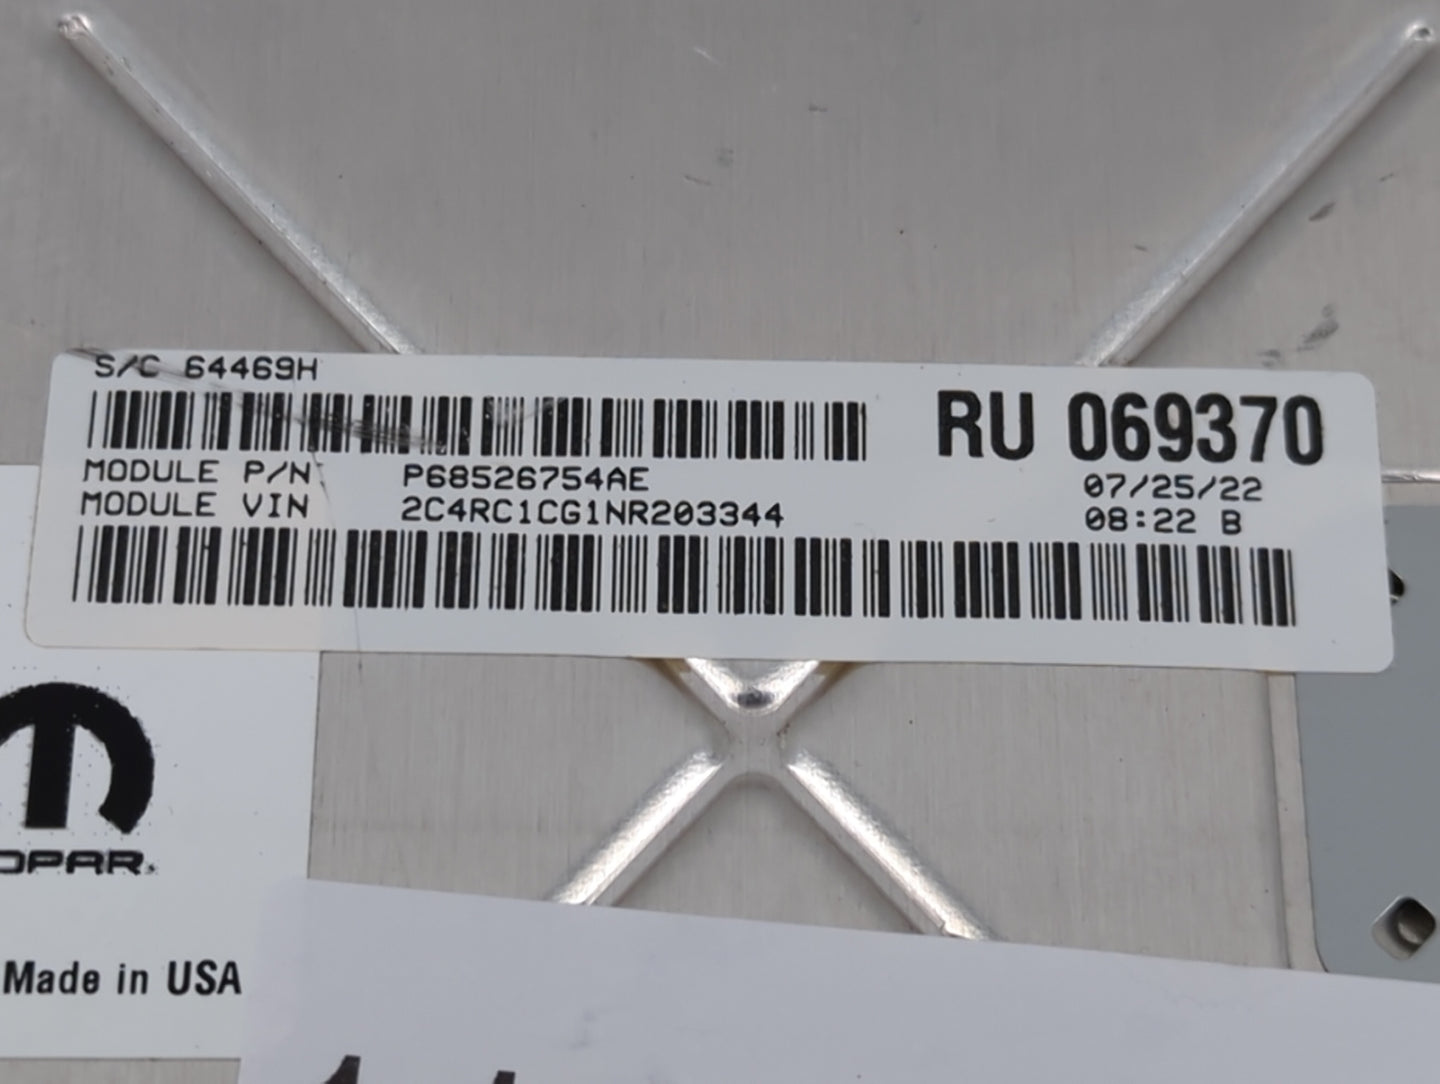 S/C 64469H
RU 069370
MODULE P/N P68526754AE
07/25/22
MODULE VIN 2C4RC1CG1NR203344
08:22 B
OPAR
Made in USA